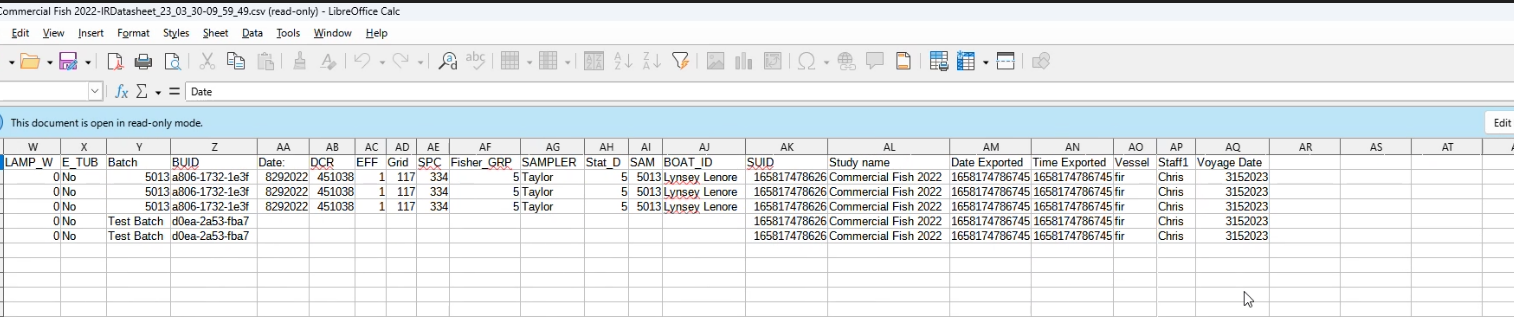 Commercial Fish 2022-IRDatasheet_23_03_30-09_59_49.csv (read-only) - LibreOffice Calc
Edit View Insert Format Styles Sheet Data Tools Window Help
fx Σ = Date
This document is open in read-only mode. Edit
W X Y Z AA AB AC AD AE AF AG AH AI AJ AK AL AM AN AO AP AQ AR AS AT
LAMP_W E_TUB Batch BUID Date: DCR EFF Grid SPC Fisher_GRP SAMPLER Stat_D SAM BOAT_ID SUID Study name Date Exported Time Exported Vessel Staff1 Voyage Date
0 No 5013 a806-1732-1e3f 8292022 451038 1 117 334 5 Taylor 5 5013 Lynsey Lenore 165817478626 Commercial Fish 2022 1658174786745 1658174786745 fir Chris 3152023
0 No 5013 a806-1732-1e3f 8292022 451038 1 117 334 5 Taylor 5 5013 Lynsey Lenore 165817478626 Commercial Fish 2022 1658174786745 1658174786745 fir Chris 3152023
0 No 5013 a806-1732-1e3f 8292022 451038 1 117 334 5 Taylor 5 5013 Lynsey Lenore 165817478626 Commercial Fish 2022 1658174786745 1658174786745 fir Chris 3152023
0 No Test Batch d0ea-2a53-fba7 165817478626 Commercial Fish 2022 1658174786745 1658174786745 fir Chris 3152023
0 No Test Batch d0ea-2a53-fba7 165817478626 Commercial Fish 2022 1658174786745 1658174786745 fir Chris 3152023